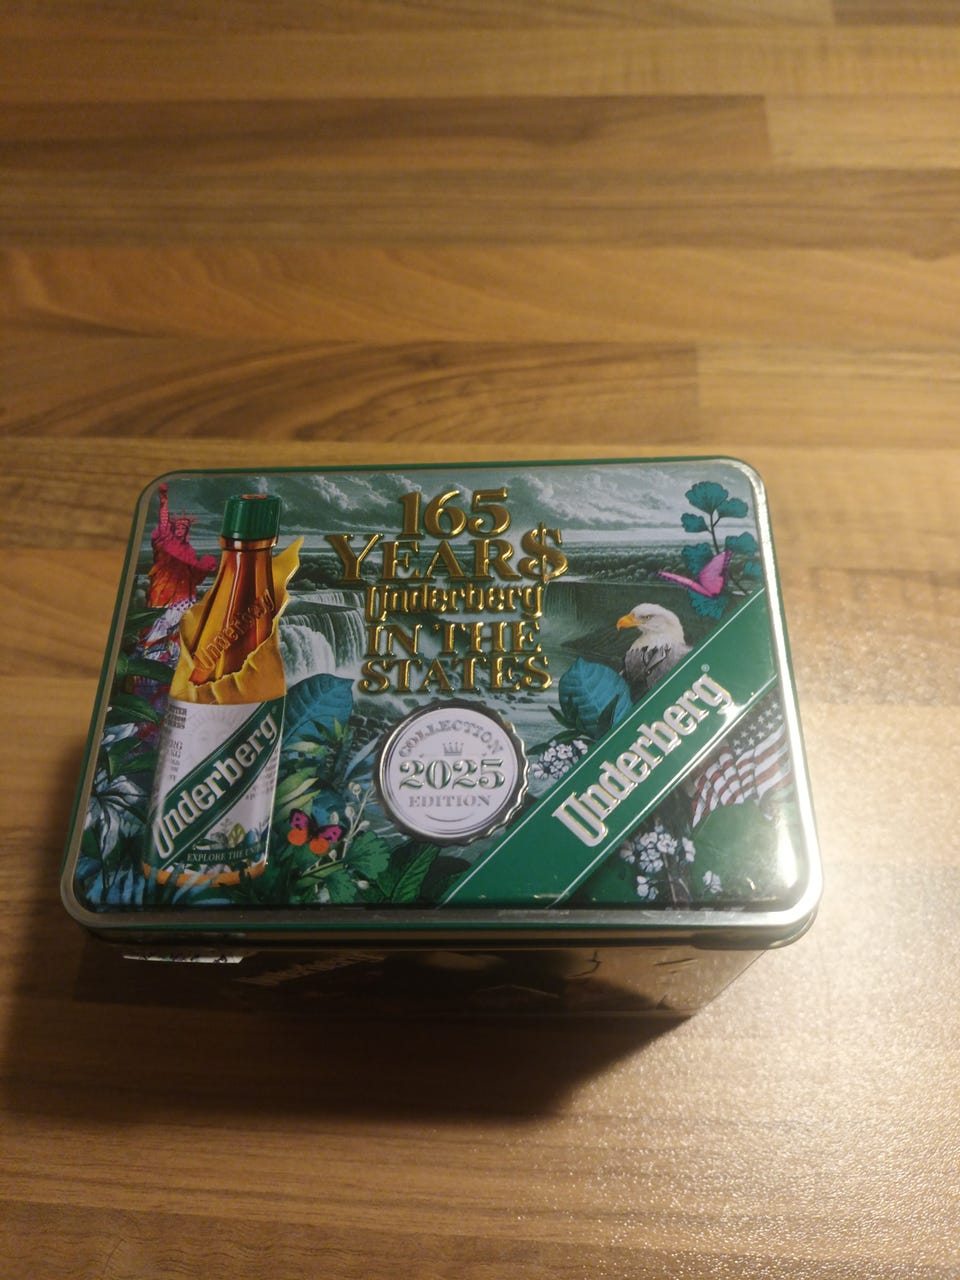 165
YEAR$
Underberg
IN THE
STATES
COLLECTION
2025
EDITION
Underberg®
Underberg
Underberg
EXPLORE THE